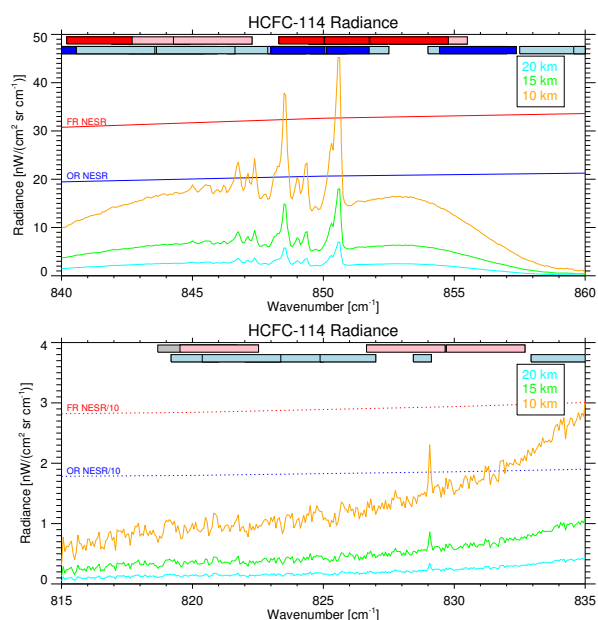 HCFC-114 Radiance
50
40
30
20
10
0
Radiance [nW/(cm² sr cm⁻¹)]
20 km
15 km
10 km
FR NESR
OR NESR
840 845 850 855 860
Wavenumber [cm⁻¹]
HCFC-114 Radiance
4
3
2
1
0
Radiance [nW/(cm² sr cm⁻¹)]
20 km
15 km
10 km
FR NESR/10
OR NESR/10
815 820 825 830 835
Wavenumber [cm⁻¹]